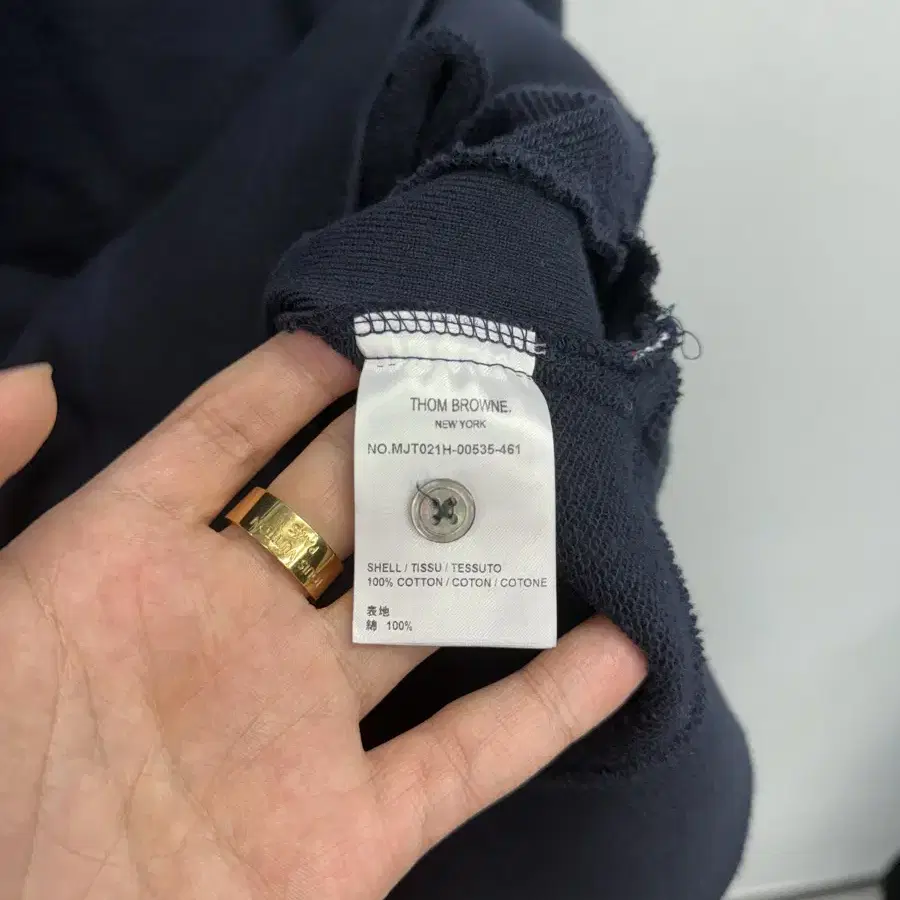 THOM BROWNE.
NEW YORK
NO.MJT021H-00535-461
SHELL / TISSU / TESSUTO
100% COTTON / COTON / COTONE
表地
綿 100%